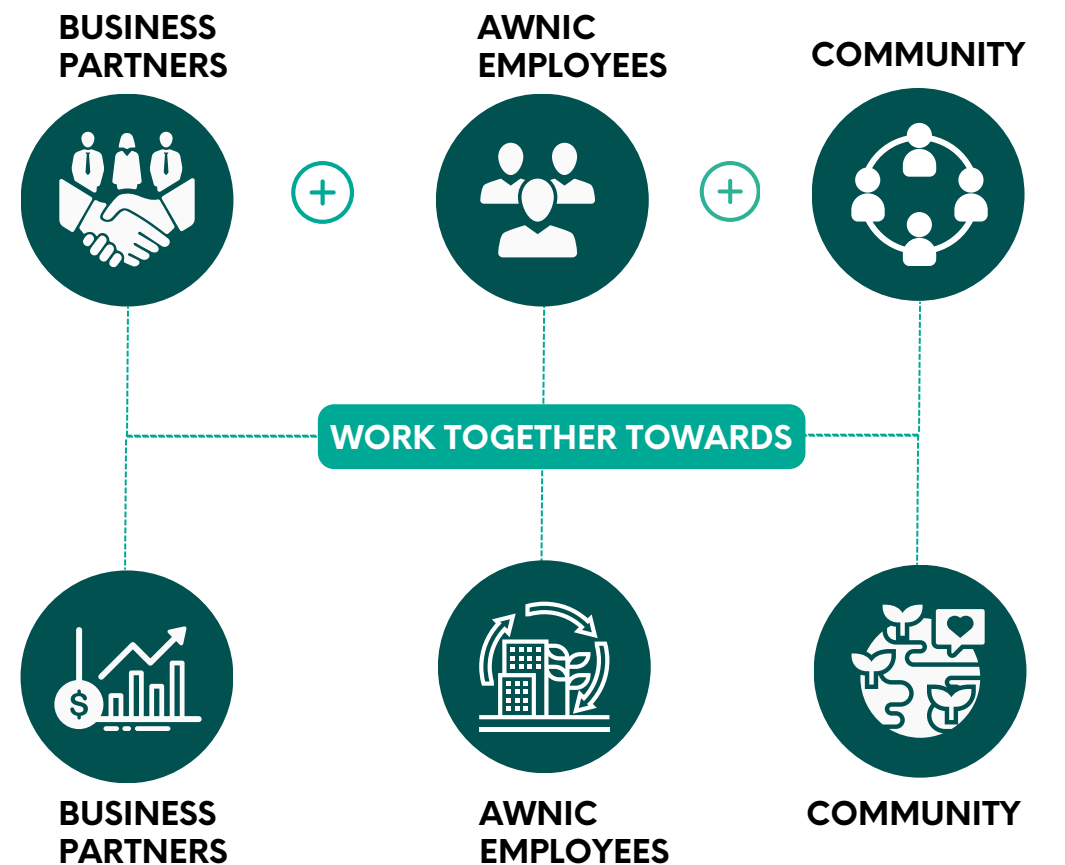 BUSINESS
PARTNERS
AWNIC
EMPLOYEES
COMMUNITY
WORK TOGETHER TOWARDS
$
BUSINESS
PARTNERS
AWNIC
EMPLOYEES
COMMUNITY